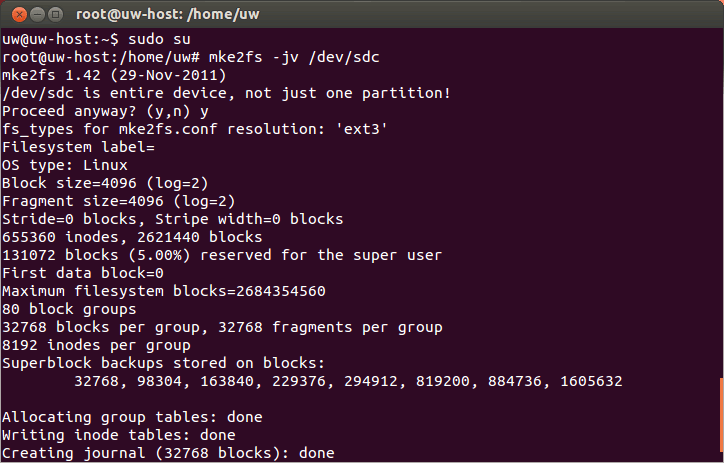 root@uw-host: /home/uw
uw@uw-host:~$ sudo su
root@uw-host:/home/uw# mke2fs -jv /dev/sdc
mke2fs 1.42 (29-Nov-2011)
/dev/sdc is entire device, not just one partition!
Proceed anyway? (y,n) y
fs_types for mke2fs.conf resolution: 'ext3'
Filesystem label=
OS type: Linux
Block size=4096 (log=2)
Fragment size=4096 (log=2)
Stride=0 blocks, Stripe width=0 blocks
655360 inodes, 2621440 blocks
131072 blocks (5.00%) reserved for the super user
First data block=0
Maximum filesystem blocks=2684354560
80 block groups
32768 blocks per group, 32768 fragments per group
8192 inodes per group
Superblock backups stored on blocks:
32768, 98304, 163840, 229376, 294912, 819200, 884736, 1605632
Allocating group tables: done
Writing inode tables: done
Creating journal (32768 blocks): done